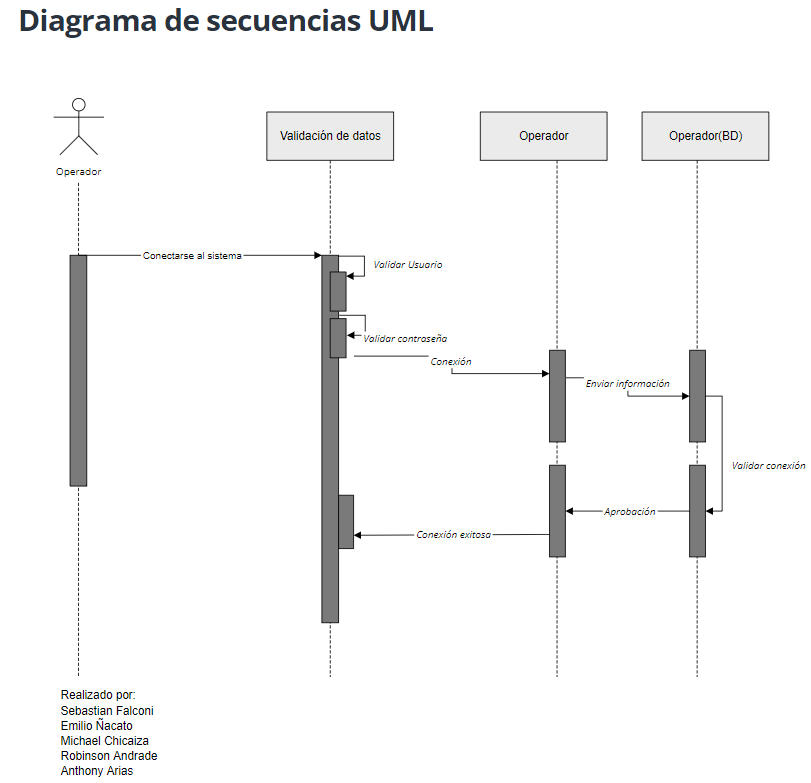 Diagrama de secuencias UML
Operador
Validación de datos
Operador
Operador(BD)
Conectarse al sistema
Validar Usuario
Validar contraseña
Conexión
Enviar información
Validar conexión
Aprobación
Conexión exitosa
Realizado por:
Sebastian Falconi
Emilio Ñacato
Michael Chicaiza
Robinson Andrade
Anthony Arias